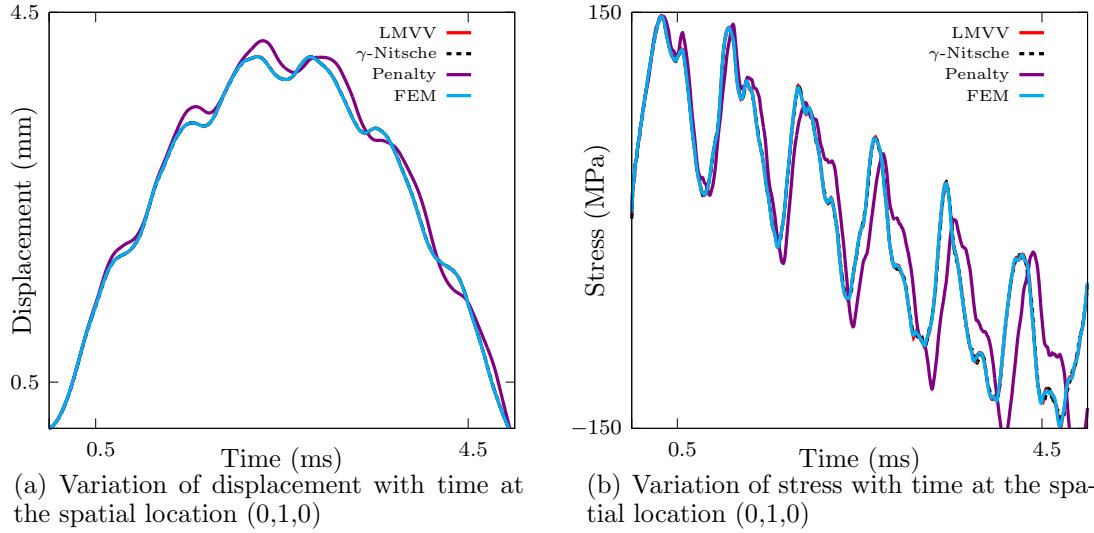 4.5
0.5
Displacement (mm)
LMVV
γ-Nitsche
Penalty
FEM
0.5
4.5
Time (ms)
(a) Variation of displacement with time at
the spatial location (0,1,0)
150
−150
Stress (MPa)
LMVV
γ-Nitsche
Penalty
FEM
0.5
4.5
Time (ms)
(b) Variation of stress with time at the spa-
tial location (0,1,0)